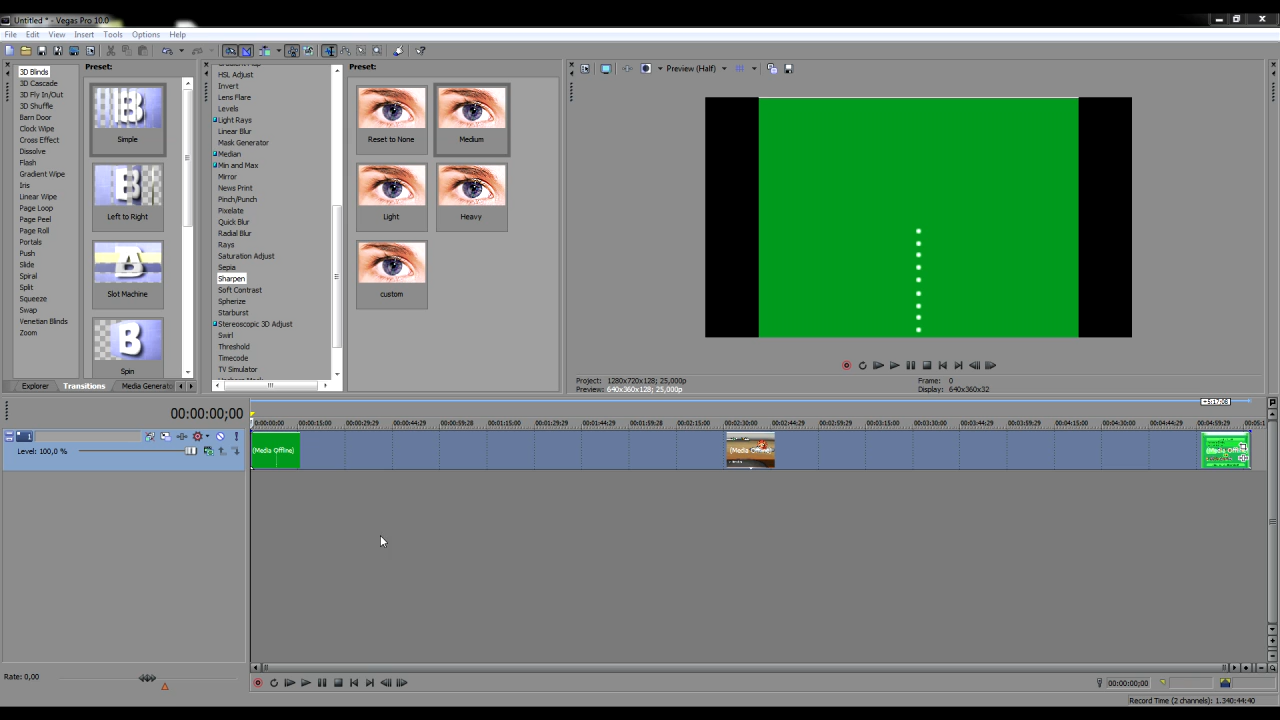 Untitled * - Vegas Pro 10.0
File Edit View Insert Tools Options Help
3D Blinds
3D Cascade
3D Fly In/Out
3D Shuffle
Barn Door
Clock Wipe
Cross Effect
Dissolve
Flash
Gradient Wipe
Iris
Linear Wipe
Page Loop
Page Peel
Page Roll
Portals
Push
Slide
Spiral
Split
Squeeze
Swap
Venetian Blinds
Zoom
Preset:
Simple
Left to Right
Slot Machine
Spin
Explorer Transitions Media Generato
HSL Adjust
Invert
Lens Flare
Levels
Light Rays
Linear Blur
Mask Generator
Median
Min and Max
Mirror
News Print
Pinch/Punch
Pixelate
Quick Blur
Radial Blur
Rays
Saturation Adjust
Sepia
Sharpen
Soft Contrast
Spherize
Starburst
Stereoscopic 3D Adjust
Swirl
Threshold
Timecode
TV Simulator
Preset:
Reset to None Medium
Light Heavy
custom
Preview (Half)
Project: 1280x720x128; 25,000p
Preview: 640x360x128; 25,000p
Frame: 0
Display: 640x360x32
00:00:00;00
00:00:00:00 00:00:15:00 00:00:29:29 00:00:44:29 00:00:59:28 00:01:15:00 00:01:29:29 00:01:44:29 00:01:59:28 00:02:15:00 00:02:30:00 00:02:44:29 00:02:59:29 00:03:15:00 00:03:30:00 00:03:44:29 00:03:59:29 00:04:15:00 00:04:30:00 00:04:44:29 00:04:59:29 00:05:1
Level: 100,0 %
(Media Offline) (Media Offline) (Media Offline)
Rate: 0,00
00:00:00;00
Record Time (2 channels): 1.340:44:40